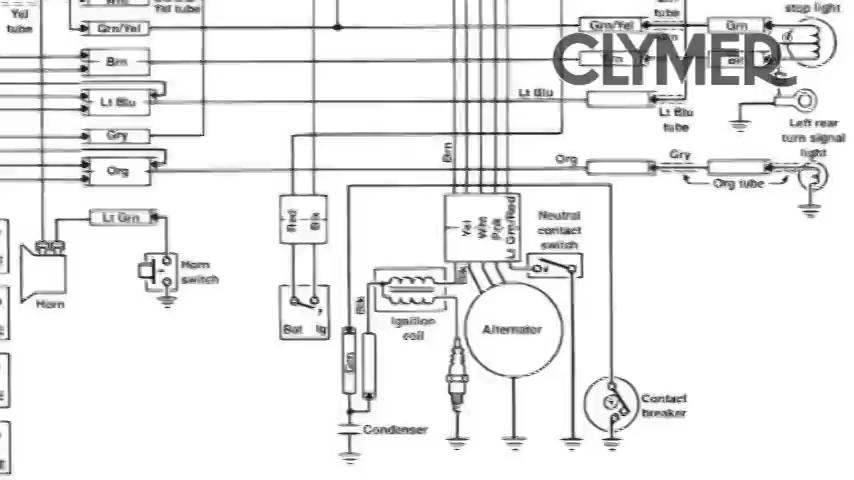 Yel
tube
Yel tube
Grn/Yel
Brn
Lt Blu
Gry
Org
Lt Grn
Horn
Horn
switch
Red
Blk
Bat Ig
Brn
Yel
Wht
Pnk
Lt Grn/Red
Neutral
contact
switch
Blk
Blk
Ignition
coil
Alternator
Grn
Condenser
Contact
breaker
tube
Grn/Yel
Grn
stop light
CLYMER
Lt Blu
Lt Blu
tube
Left rear
turn signal
light
Org
Gry
Org tube